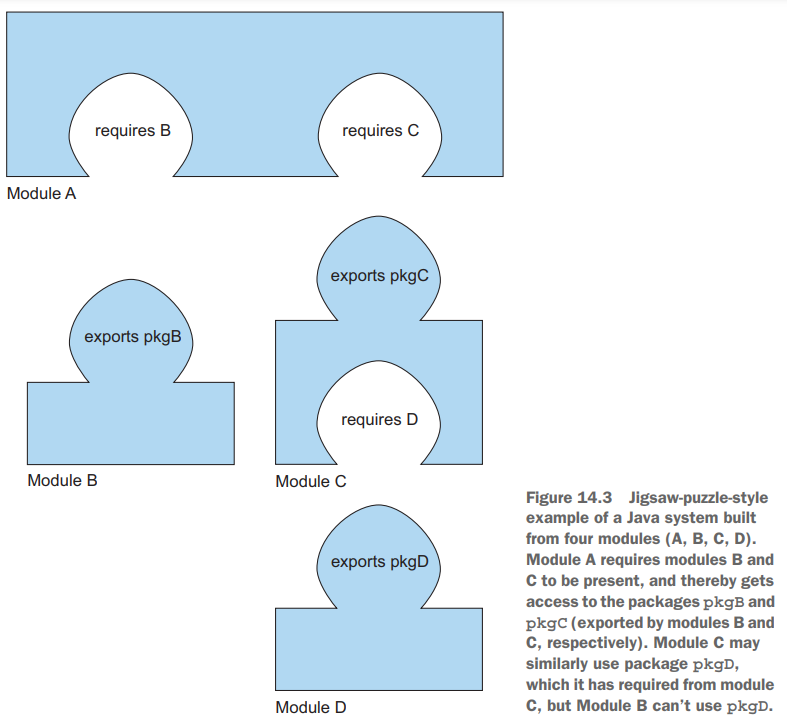 requires B
requires C
Module A
exports pkgC
exports pkgB
requires D
Module B
Module C
exports pkgD
Module D
Figure 14.3 Jigsaw-puzzle-style
example of a Java system built
from four modules (A, B, C, D).
Module A requires modules B and
C to be present, and thereby gets
access to the packages pkgB and
pkgC (exported by modules B and
C, respectively). Module C may
similarly use package pkgD,
which it has required from module
C, but Module B can't use pkgD.